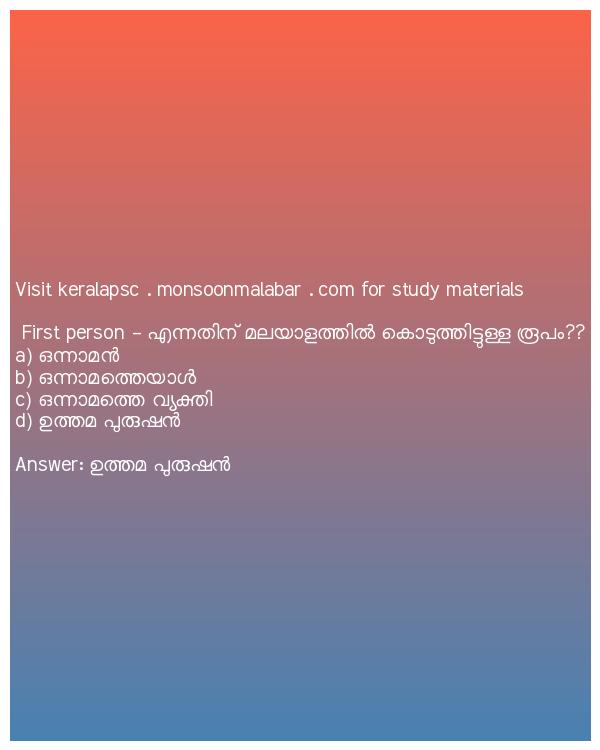 Visit keralapsc . monsoonmalabar . com for study materials
First person - എന്നതിന് മലയാളത്തിൽ കൊടുത്തിട്ടുള്ള രൂപം??
a) ഒന്നാമൻ
b) ഒന്നാമത്തെയാൾ
c) ഒന്നാമത്തെ വ്യക്തി
d) ഉത്തമ പുരുഷൻ
Answer: ഉത്തമ പുരുഷൻ